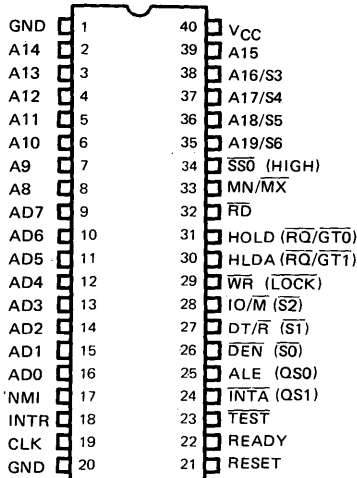 GND 1 40 VCC
A14 2 39 A15
A13 3 38 A16/S3
A12 4 37 A17/S4
A11 5 36 A18/S5
A10 6 35 A19/S6
A9 7 34 SS0 (HIGH)
A8 8 33 MN/MX
AD7 9 32 RD
AD6 10 31 HOLD (RQ/GT0)
AD5 11 30 HLDA (RQ/GT1)
AD4 12 29 WR (LOCK)
AD3 13 28 IO/M (S2)
AD2 14 27 DT/R (S1)
AD1 15 26 DEN (S0)
AD0 16 25 ALE (QS0)
NMI 17 24 INTA (QS1)
INTR 18 23 TEST
CLK 19 22 READY
GND 20 21 RESET